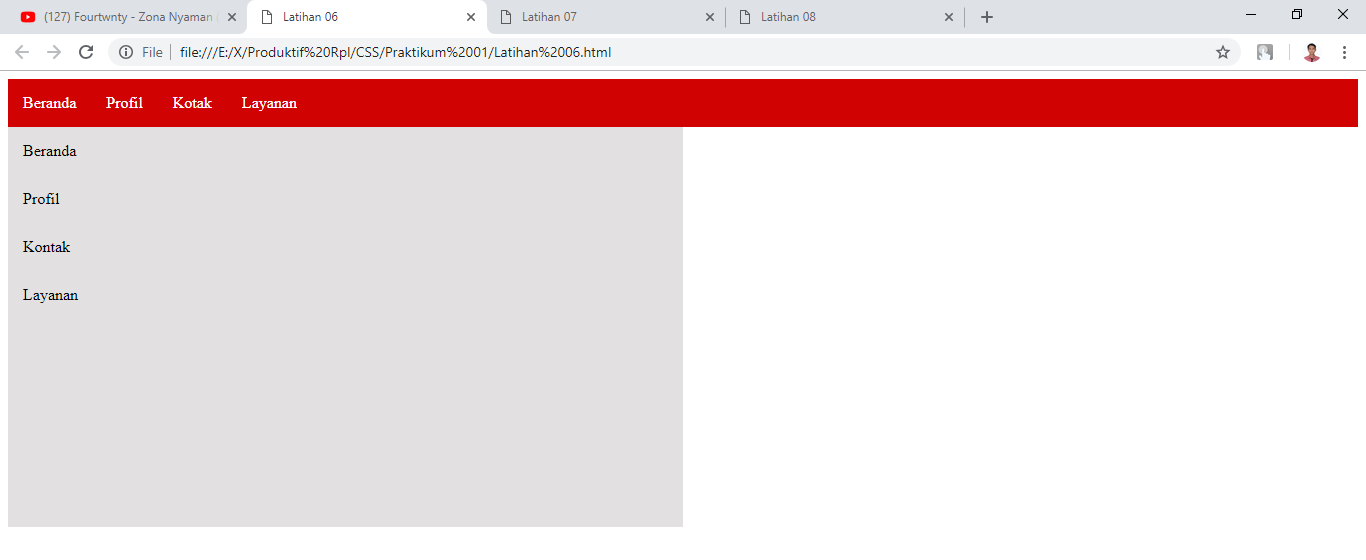 (127) Fourtwnty - Zona Nyaman
Latihan 06
Latihan 07
Latihan 08
File
file:///E:/X/Produktif%20Rpl/CSS/Praktikum%2001/Latihan%2006.html
Beranda Profil Kotak Layanan
Beranda
Profil
Kontak
Layanan